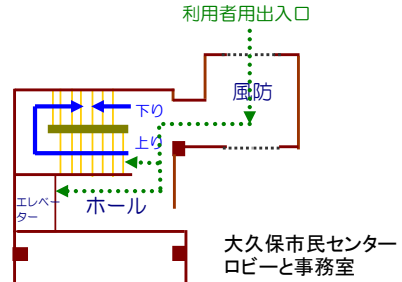 利用者用出入口
風防
下り
上り
エレベー
ター
ホール
大久保市民センター
ロビーと事務室